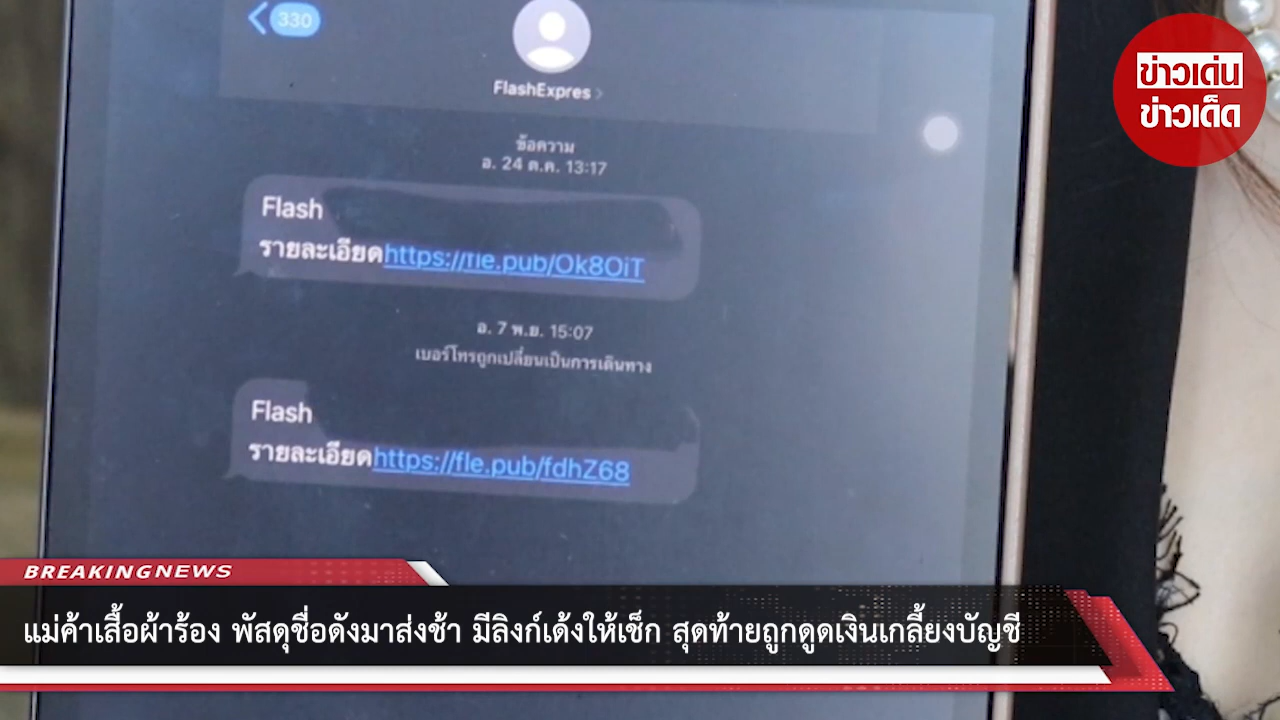 330
FlashExpres
ข้อความ
อ. 24 ต.ค. 13:17
Flash
รายละเอียดhttps://fle.pub/Ok8OiT
อ. 7 พ.ย. 15:07
เบอร์โทรถูกเปลี่ยนเป็นการเดินทาง
Flash
รายละเอียดhttps://fle.pub/fdhZ68
ข่าวเด่น
ข่าวเด็ด
BREAKINGNEWS
แม่ค้าเสื้อผ้าร้อง พัสดุชื่อดังมาส่งช้า มีลิงก์เด้งให้เช็ก สุดท้ายถูกดูดเงินเกลี้ยงบัญชี